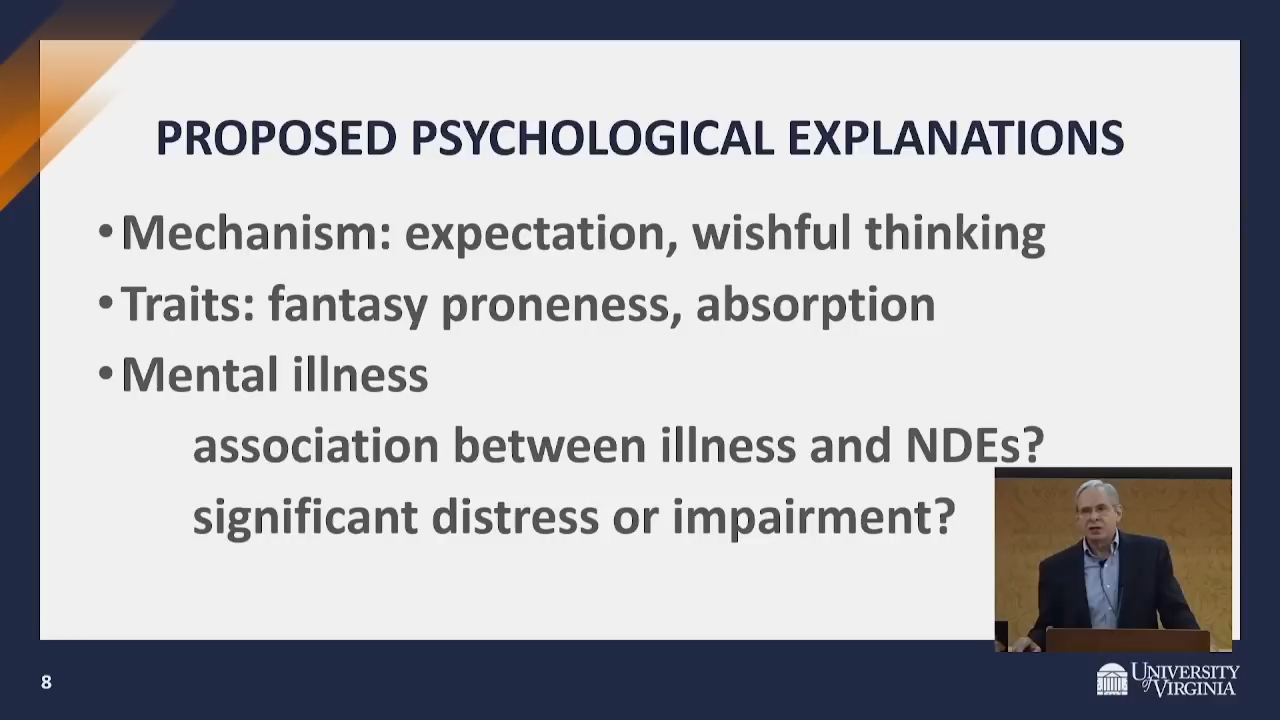 PROPOSED PSYCHOLOGICAL EXPLANATIONS
• Mechanism: expectation, wishful thinking
• Traits: fantasy proneness, absorption
• Mental illness
association between illness and NDEs?
significant distress or impairment?
8
UNIVERSITY
of VIRGINIA